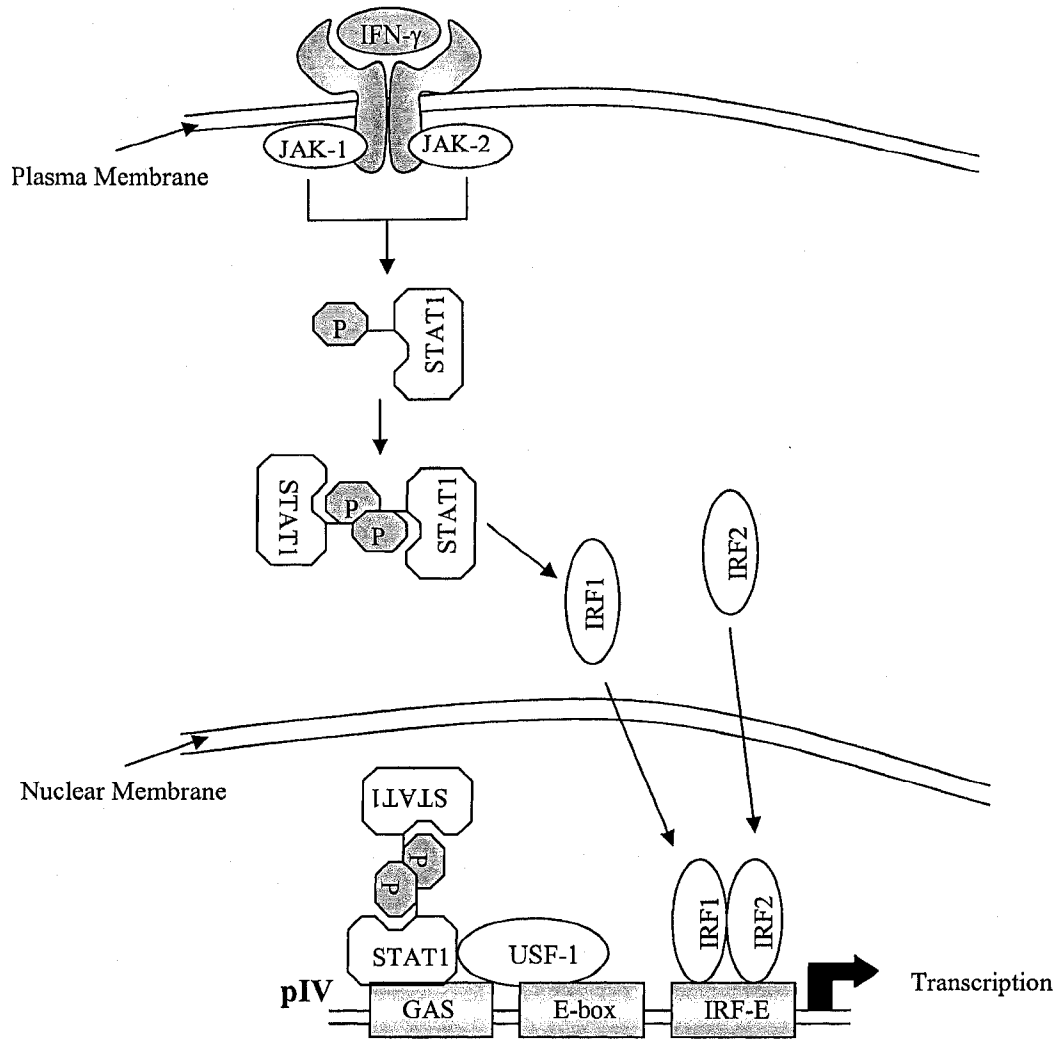 IFN-γ
JAK-1
JAK-2
Plasma Membrane
P
STAT1
STAT1
P
P
STAT1
IRF1
IRF2
Nuclear Membrane
STAT1
P
P
STAT1
USF-1
IRF1
IRF2
pIV
GAS
E-box
IRF-E
Transcription